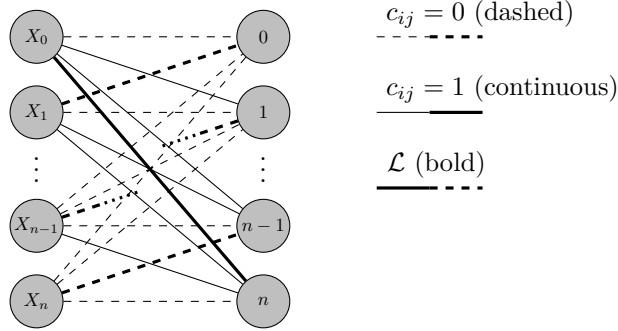 X₀ 0 cᵢⱼ = 0 (dashed)
X₁ 1 cᵢⱼ = 1 (continuous)
⋮ ⋮ ℒ (bold)
Xₙ₋₁ n − 1
Xₙ n